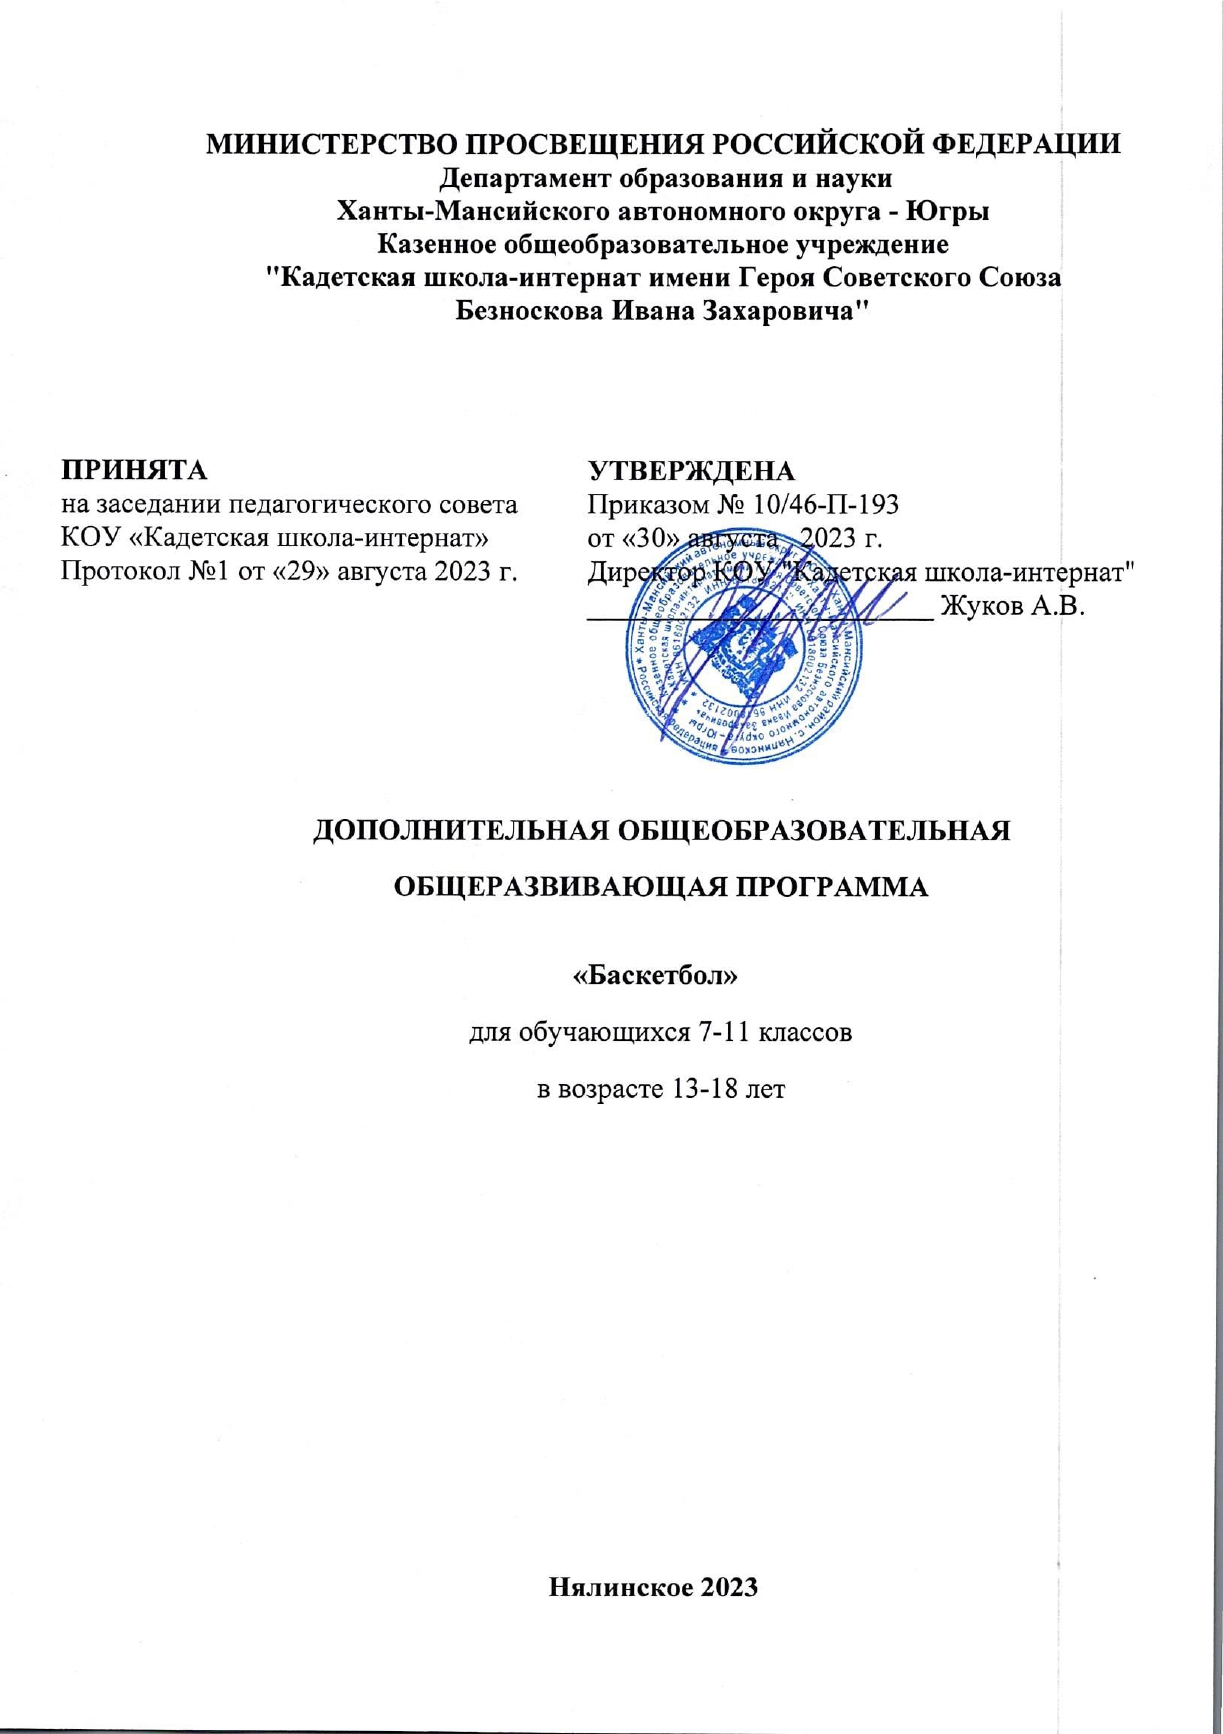 МИНИСТЕРСТВО ПРОСВЕЩЕНИЯ РОССИЙСКОЙ ФЕДЕРАЦИИ
Департамент образования и науки
Ханты-Мансийского автономного округа - Югры
Казенное общеобразовательное учреждение
"Кадетская школа-интернат имени Героя Советского Союза
Безноскова Ивана Захаровича"
ПРИНЯТА
на заседании педагогического совета
КОУ «Кадетская школа-интернат»
Протокол №1 от «29» августа 2023 г.
УТВЕРЖДЕНА
Приказом № 10/46-П-193
от «30» августа 2023 г.
Директор КОУ "Кадетская школа-интернат"
Жуков А.В.
ДОПОЛНИТЕЛЬНАЯ ОБЩЕОБРАЗОВАТЕЛЬНАЯ
ОБЩЕРАЗВИВАЮЩАЯ ПРОГРАММА
«Баскетбол»
для обучающихся 7-11 классов
в возрасте 13-18 лет
Нялинское 2023